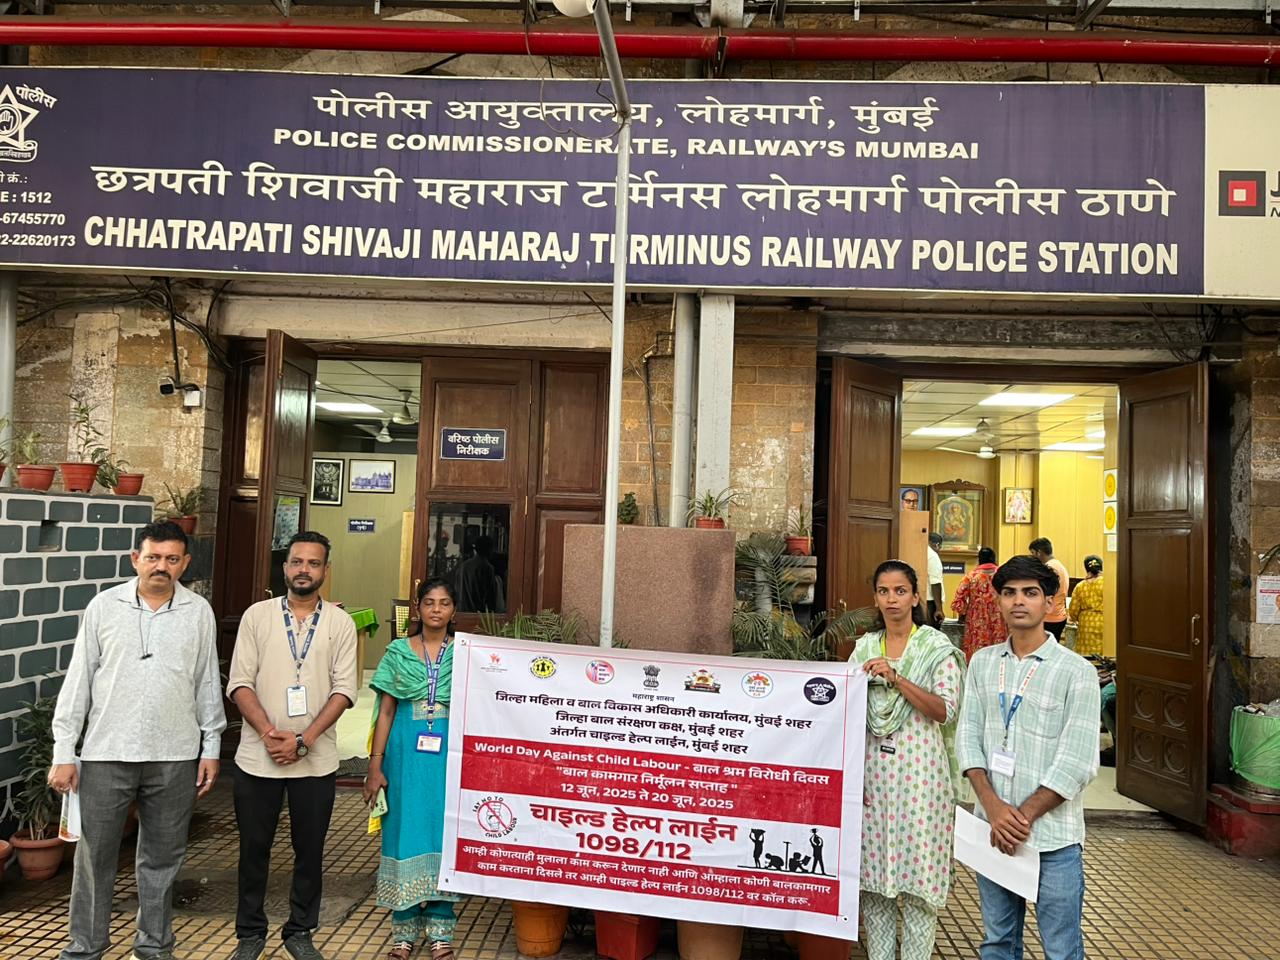 पोलीस
पोलीस आयुक्तालय, लोहमार्ग, मुंबई
POLICE COMMISSIONERATE, RAILWAY'S MUMBAI
छत्रपती शिवाजी महाराज टर्मिनस लोहमार्ग पोलीस ठाणे
CHHATRAPATI SHIVAJI MAHARAJ TERMINUS RAILWAY POLICE STATION
: 1512
-67455770
22-22620173
वरिष्ठ पोलीस
निरीक्षक
महाराष्ट्र शासन
जिल्हा महिला व बाल विकास अधिकारी कार्यालय, मुंबई शहर
जिल्हा बाल संरक्षण कक्ष, मुंबई शहर
अंतर्गत चाइल्ड हेल्प लाईन, मुंबई शहर
World Day Against Child Labour - बाल श्रम विरोधी दिवस
"बाल कामगार निर्मूलन सप्ताह "
12 जून, 2025 ते 20 जून, 2025
SAY NO TO
CHILD LABOUR
चाइल्ड हेल्प लाईन
1098/112
आम्ही कोणत्याही मुलाला काम करून देणार नाही आणि आम्हाला कोणी बालकामगार
काम करताना दिसले तर आम्ही चाइल्ड हेल्प लाईन 1098/112 वर कॉल करू.